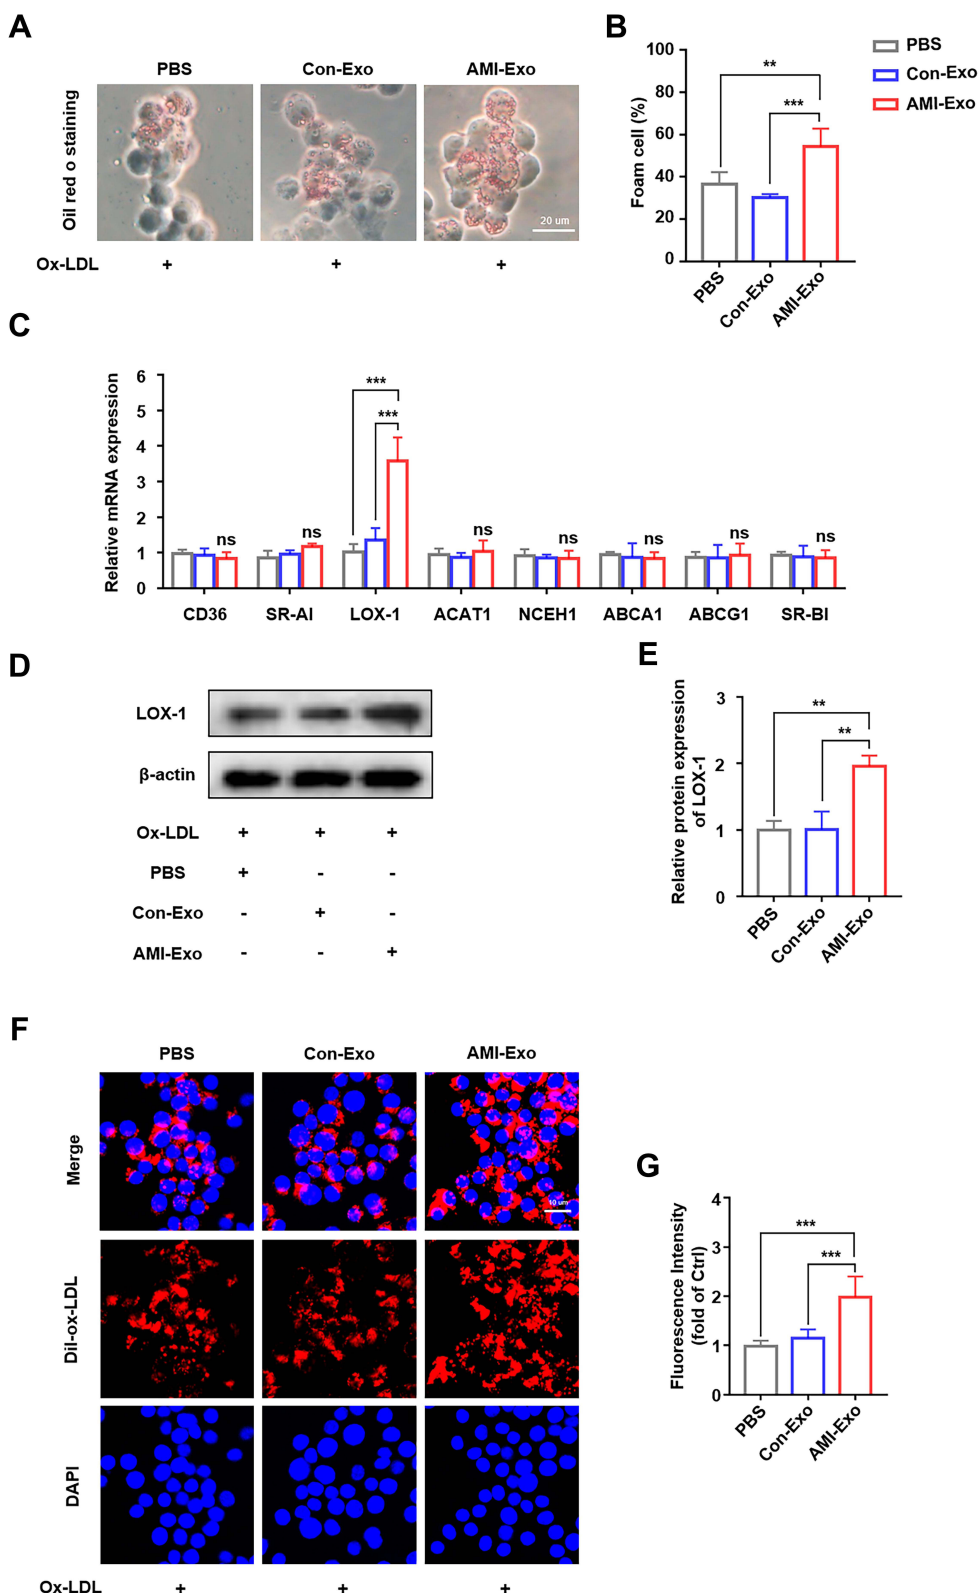 A
PBS Con-Exo AMI-Exo
Oil red o staining
20 um
Ox-LDL + + +
B
PBS
Con-Exo
AMI-Exo
Foam cell (%)
100
80
60
40
20
0
**
***
PBS Con-Exo AMI-Exo
C
Relative mRNA expression
6
5
4
3
2
1
0
***
***
ns ns ns ns ns ns ns
CD36 SR-AI LOX-1 ACAT1 NCEH1 ABCA1 ABCG1 SR-BI
D
LOX-1
β-actin
Ox-LDL + + +
PBS + - -
Con-Exo - + -
AMI-Exo - - +
E
Relative protein expression
of LOX-1
3
2
1
0
**
**
PBS Con-Exo AMI-Exo
F
PBS Con-Exo AMI-Exo
Merge
10 um
Dil-ox-LDL
DAPI
Ox-LDL + + +
G
Fluorescence Intensity
(fold of Ctrl)
4
3
2
1
0
***
***
PBS Con-Exo AMI-Exo